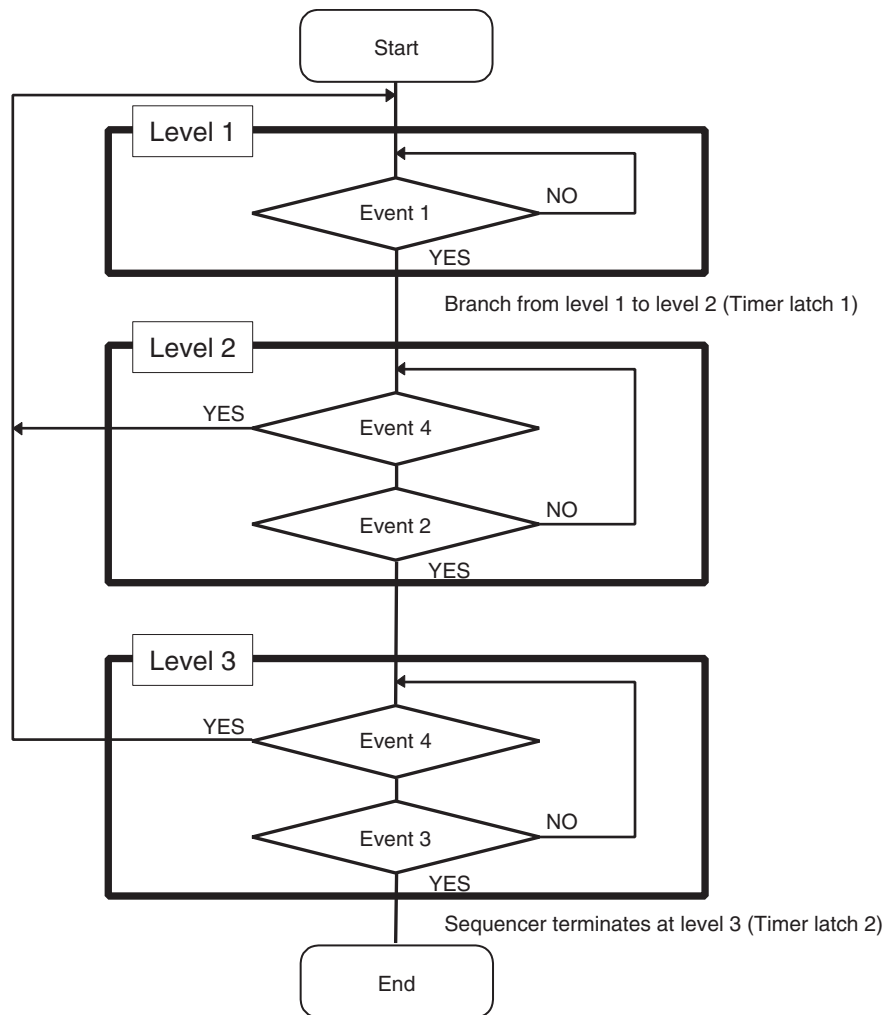 Start
Level 1
Event 1
NO
YES
Branch from level 1 to level 2 (Timer latch 1)
Level 2
YES
Event 4
Event 2
NO
YES
Level 3
YES
Event 4
Event 3
NO
YES
Sequencer terminates at level 3 (Timer latch 2)
End